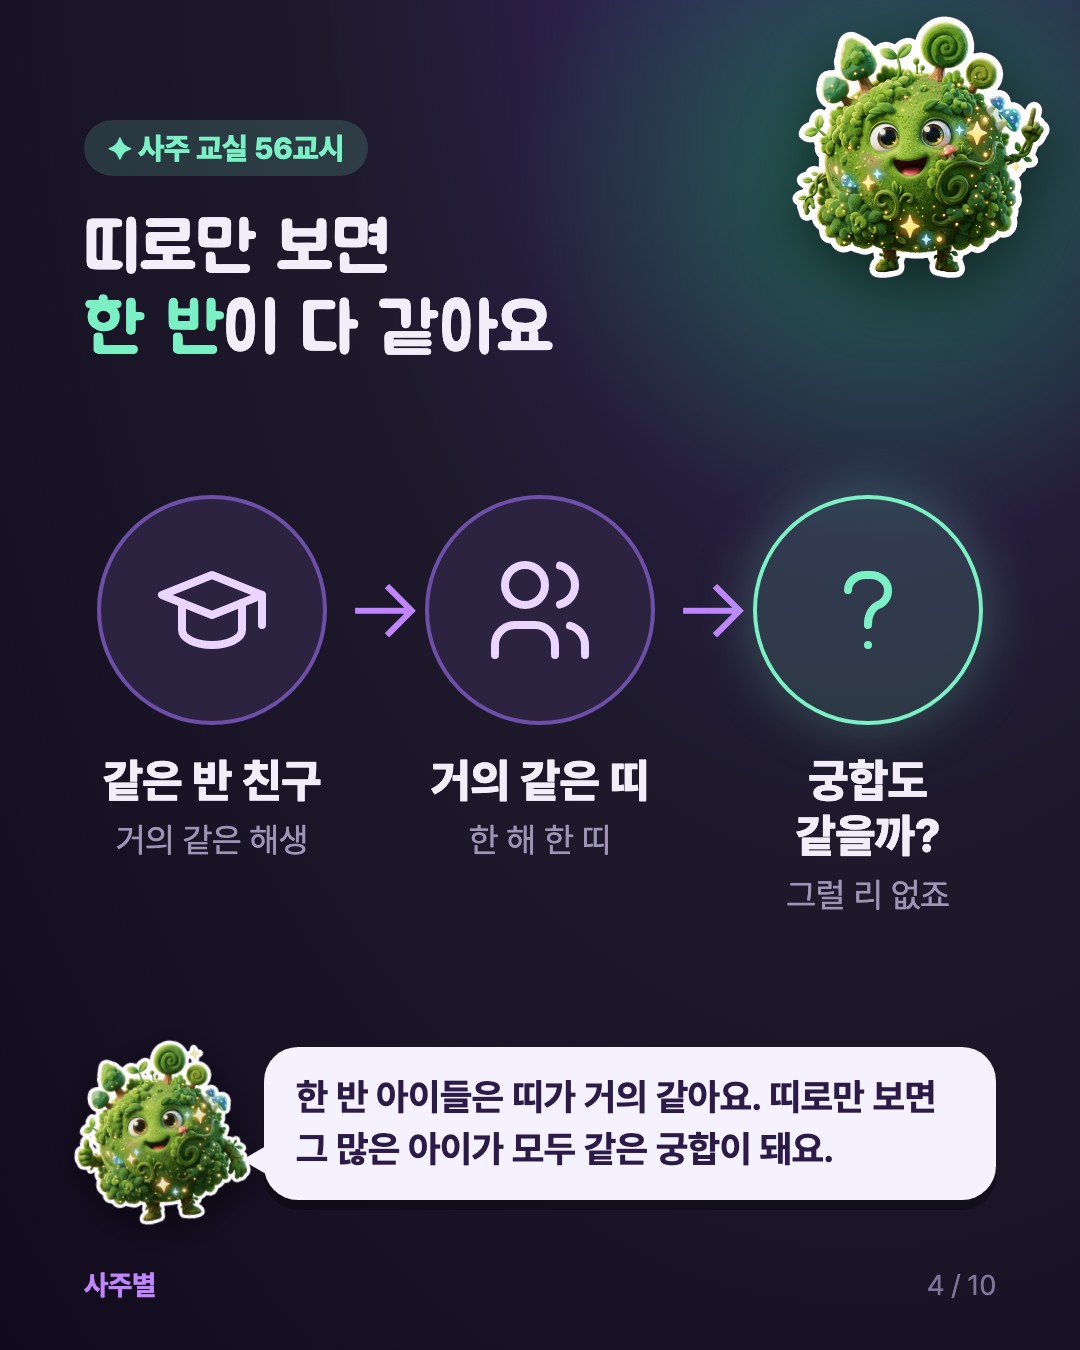 사주 교실 56교시
띠로만 보면
한 반이 다 같아요
같은 반 친구
거의 같은 해생
거의 같은 띠
한 해 한 띠
궁합도
같을까?
그럴 리 없죠
한 반 아이들은 띠가 거의 같아요. 띠로만 보면
그 많은 아이가 모두 같은 궁합이 돼요.
사주별
4 / 10